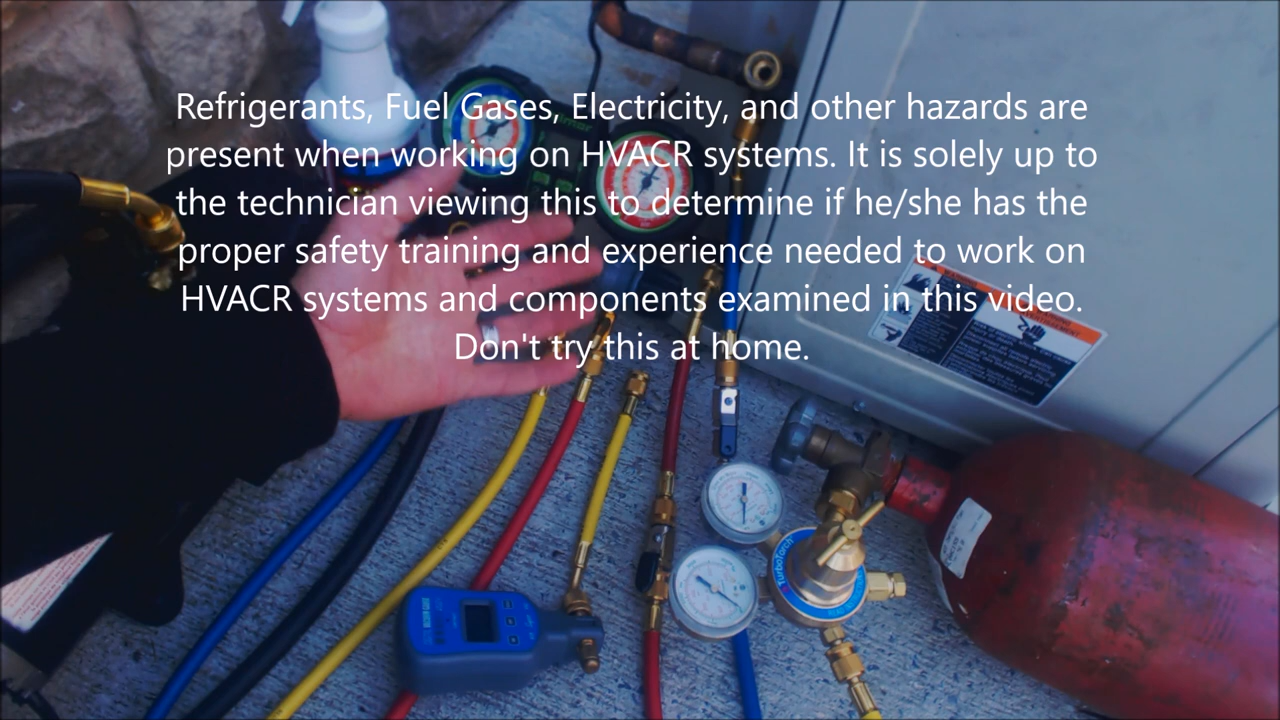 Refrigerants, Fuel Gases, Electricity, and other hazards are
present when working on HVACR systems. It is solely up to
the technician viewing this to determine if he/she has the
proper safety training and experience needed to work on
HVACR systems and components examined in this video.
Don't try this at home.
TurboTorch